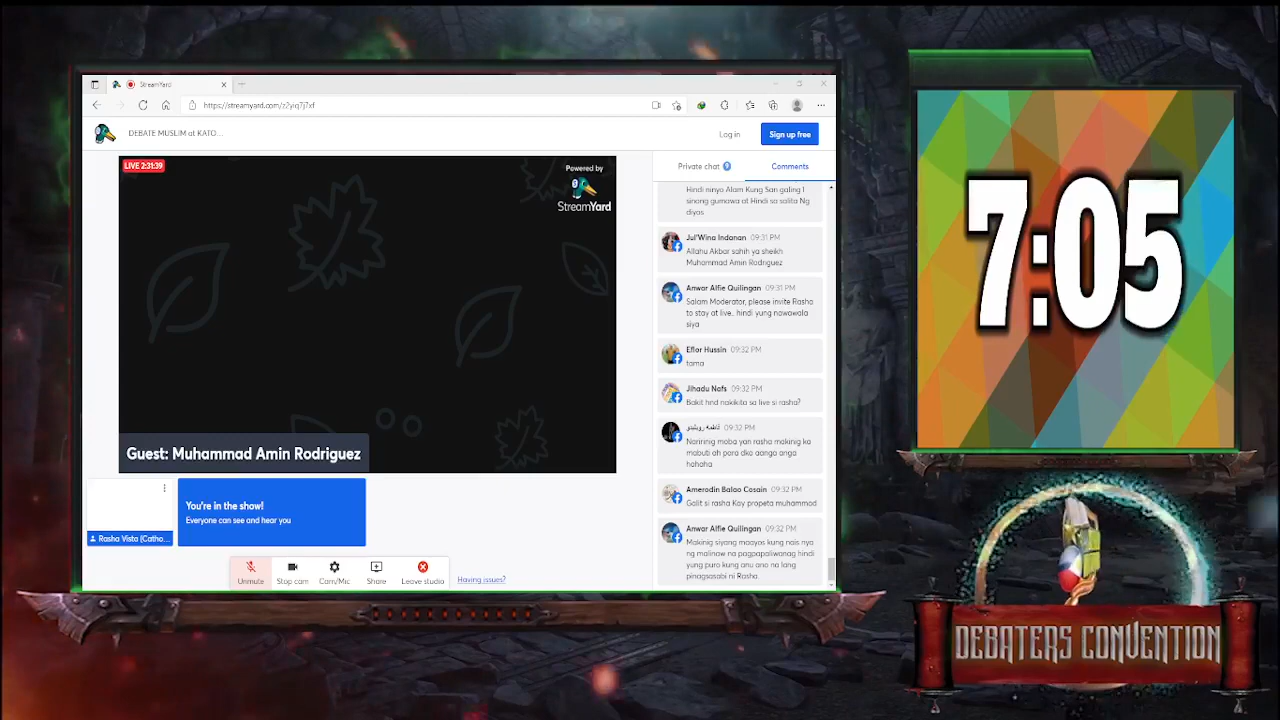 StreamYard
https://streamyard.com/z2yiq7j7xf
DEBATE MUSLIM at KATO...
Log in
Sign up free
LIVE 2:31:39
Powered by
StreamYard
Guest: Muhammad Amin Rodriguez
Rasha Vista (Catho...
You're in the show!
Everyone can see and hear you
Unmute
Stop cam
Cam/Mic
Share
Leave studio
Having issues?
Private chat ?
Comments
Hindi ninyo Alam Kung San galing I
sinong gumawa at Hindi sa salita Ng
diyos
Jul'Wina Indanan 09:31 PM
Allahu Akbar sahih ya sheikh
Muhammad Amin Rodriguez
Anwar Alfie Quilingan 09:31 PM
Salam Moderator, please invite Rasha
to stay at live.. hindi yung nawawala
siya
Eflor Hussin 09:32 PM
toma
Jihadu Nafs 09:32 PM
Bakit hnd nakikita sa live si rasha?
09:32 PM
Naririnig moba yan rasha makinig ka
mabuti ah para dka aanga anga
hahaha
Amerodin Balao Cosain 09:32 PM
Galit si rasha Kay propeta muhammad
Anwar Alfie Quilingan 09:32 PM
Makinig siyang maayos kung nais nya
ng malinaw na pagpapaliwanag hindi
yung puro kung anu ano na lang
pinagsasabi ni Rasha.
7:05
DEBATERS CONVENTION